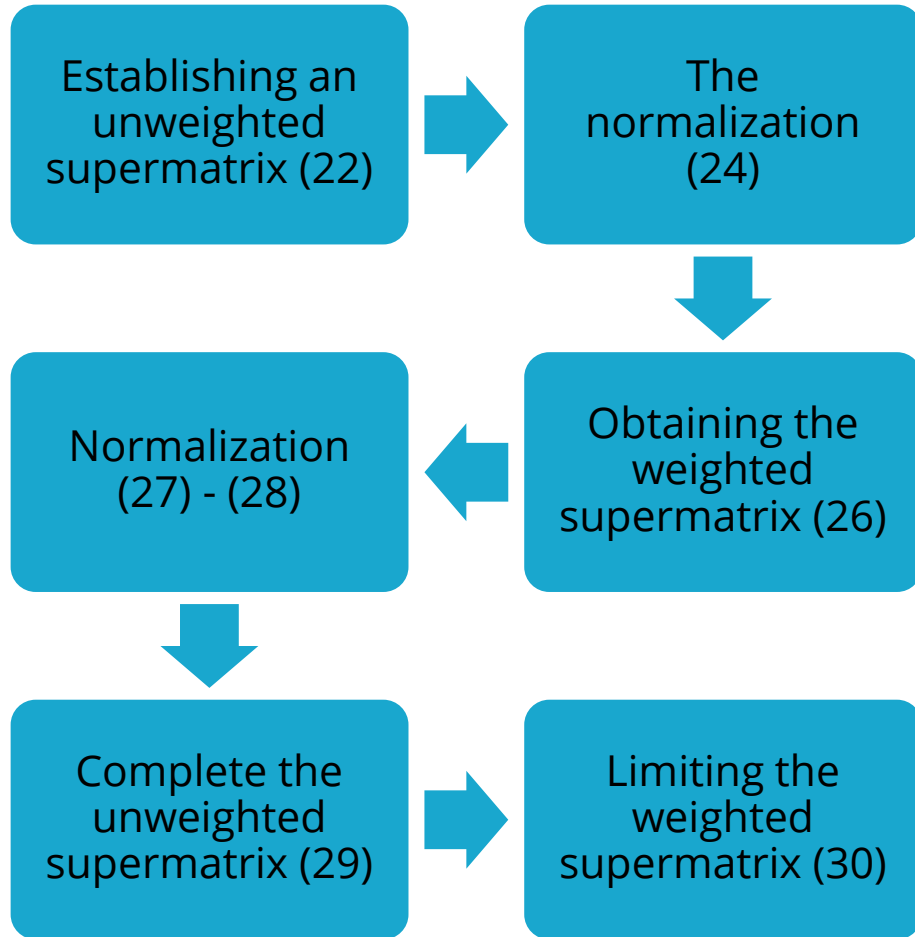 Establishing an
unweighted
supermatrix (22)
The
normalization
(24)
Obtaining the
weighted
supermatrix (26)
Normalization
(27) - (28)
Complete the
unweighted
supermatrix (29)
Limiting the
weighted
supermatrix (30)